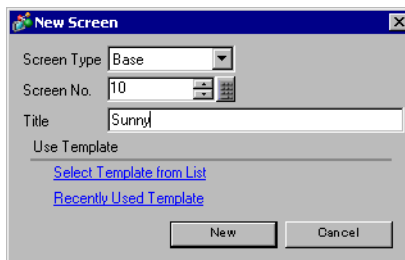 New Screen
Screen Type Base
Screen No. 10
Title Sunny
Use Template
Select Template from List
Recently Used Template
New Cancel